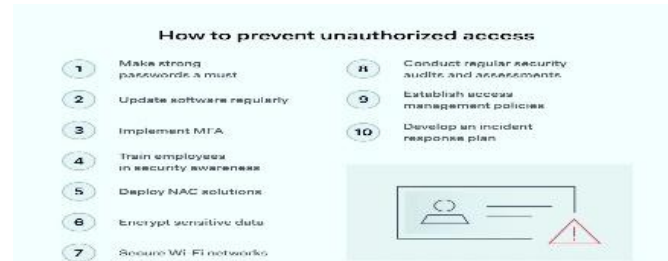 How to prevent unauthorized access
1
Make strong
passwords a must
2
Update software regularly
3
Implement MFA
4
Train employees
in security awareness
5
Deploy NAC solutions
6
Encrypt sensitive data
7
Secure Wi-Fi networks
8
Conduct regular security
audits and assessments
9
Establish access
management policies
10
Develop an incident
response plan